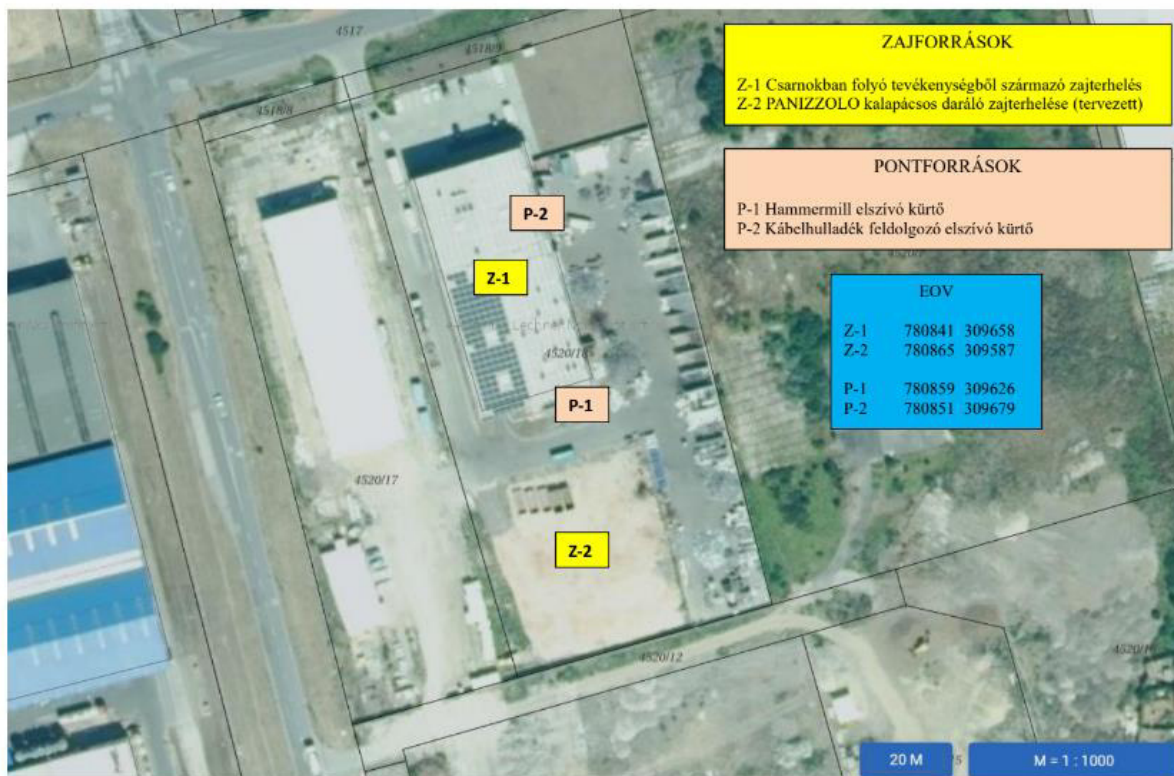 4517
4518/9
4518/8
ZAJFORRÁSOK
Z-1 Csarnokban folyó tevékenységből származó zajterhelés
Z-2 PANIZZOLO kalapácsos daráló zajterhelése (tervezett)
PONTFORRÁSOK
P-1 Hammermill elszívó kürtő
P-2 Kábelhulladék feldolgozó elszívó kürtő
P-2
Z-1
EOV
Z-1 780841 309658
Z-2 780865 309587
P-1 780859 309626
P-2 780851 309679
4520/18
P-1
4520/17
Z-2
4520/12
20 M
M = 1 : 1000